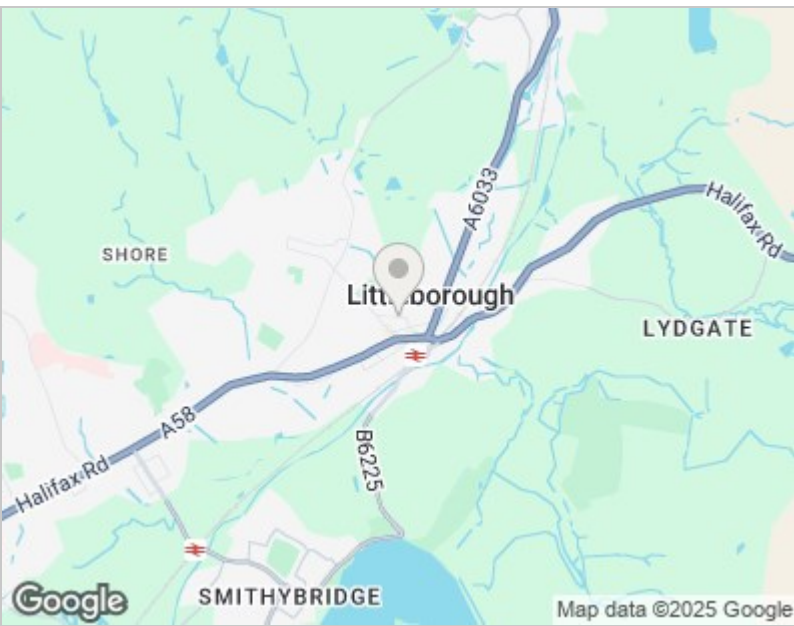 A6033
Halifax Rd
SHORE
Littleborough
LYDGATE
A58
B6225
Halifax Rd
SMITHYBRIDGE
Google
Map data ©2025 Google